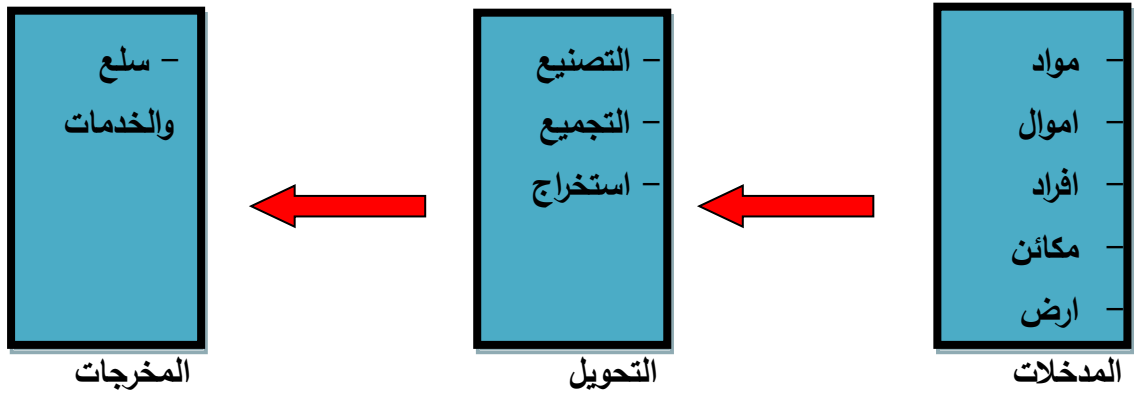 - مواد
- اموال
- افراد
- مكائن
- ارض
المدخلات
- التصنيع
- التجميع
- استخراج
التحويل
- سلع
والخدمات
المخرجات